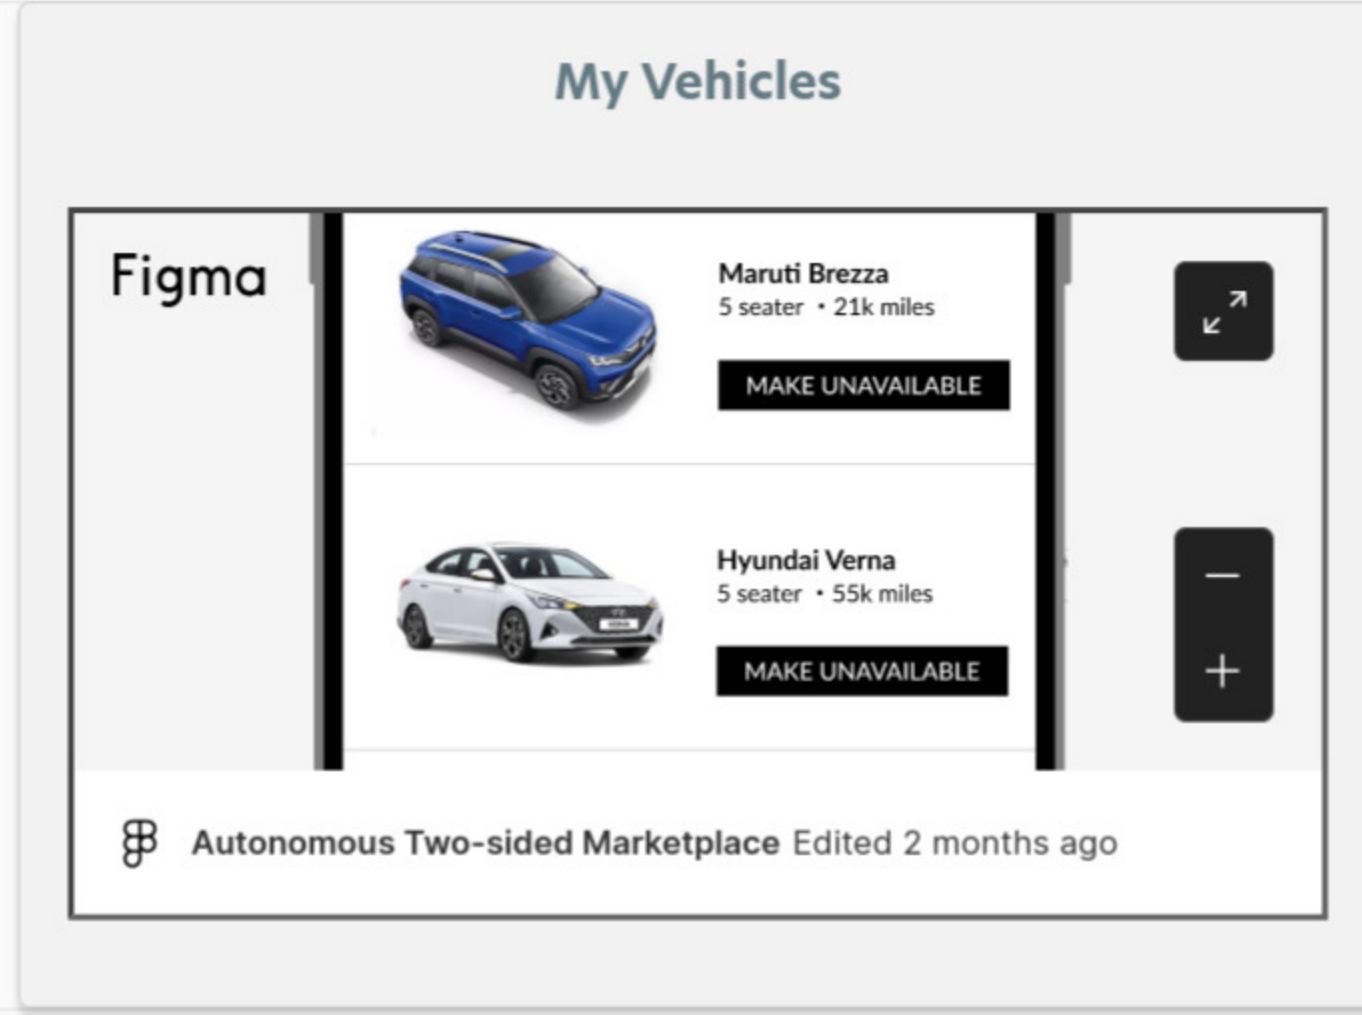 My Vehicles
Figma
Maruti Brezza
5 seater • 21k miles
MAKE UNAVAILABLE
Hyundai Verna
5 seater • 55k miles
MAKE UNAVAILABLE
Autonomous Two-sided Marketplace Edited 2 months ago